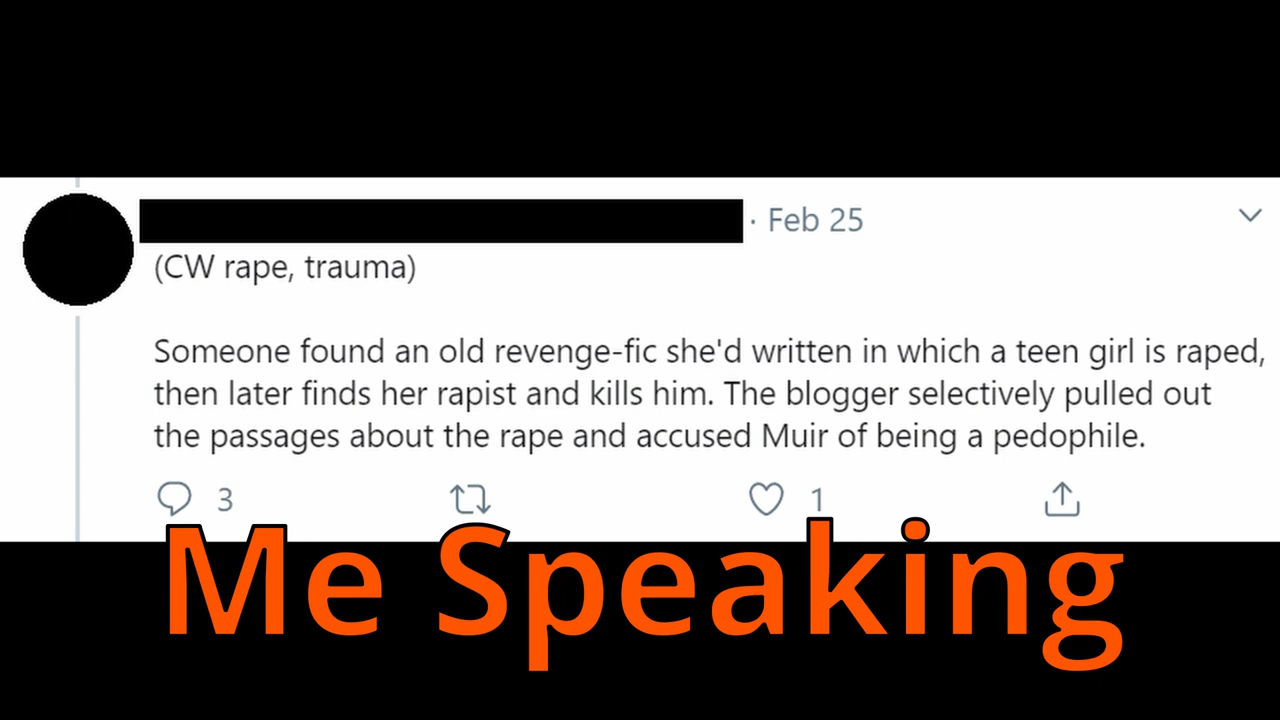 · Feb 25
(CW rape, trauma)
Someone found an old revenge-fic she'd written in which a teen girl is raped,
then later finds her rapist and kills him. The blogger selectively pulled out
the passages about the rape and accused Muir of being a pedophile.
3 1
Me Speaking